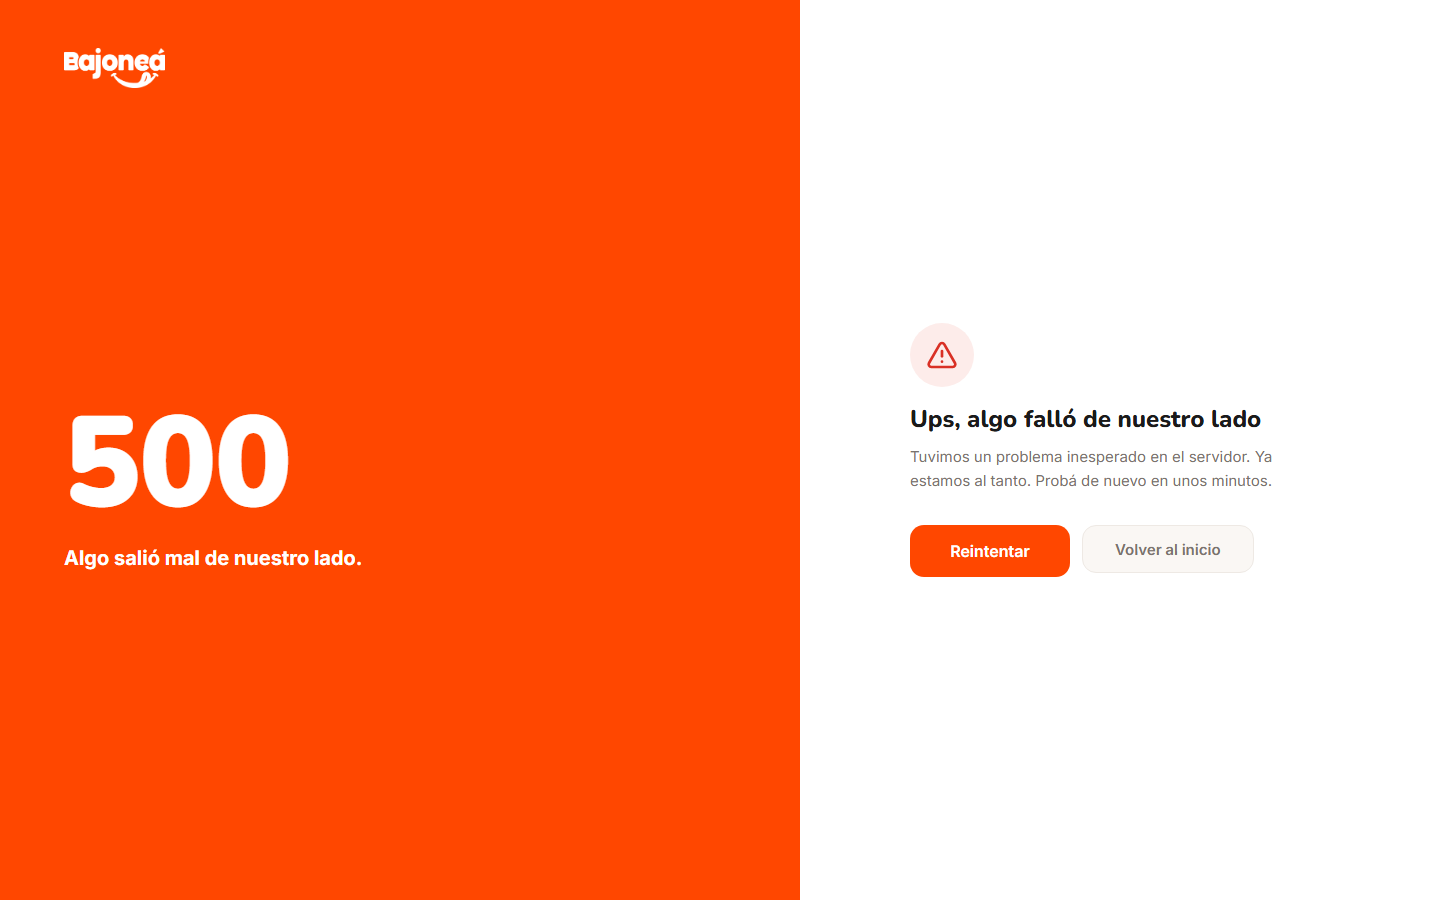 Bajoneá
500
Algo salió mal de nuestro lado.
Ups, algo falló de nuestro lado
Tuvimos un problema inesperado en el servidor. Ya
estamos al tanto. Probá de nuevo en unos minutos.
Reintentar
Volver al inicio